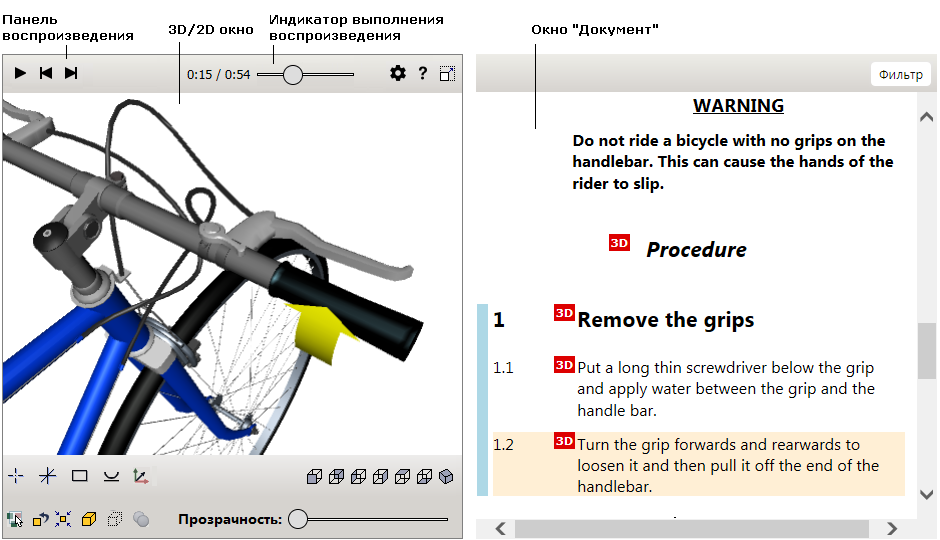 Панель
воспроизведения
3D/2D окно
Индикатор выполнения
воспроизведения
Окно "Документ"
0:15 / 0:54
?
Фильтр
WARNING
Do not ride a bicycle with no grips on the
handlebar. This can cause the hands of the
rider to slip.
3D Procedure
1 3D Remove the grips
1.1 3D Put a long thin screwdriver below the grip
and apply water between the grip and the
handle bar.
1.2 3D Turn the grip forwards and rearwards to
loosen it and then pull it off the end of the
handlebar.
Прозрачность: